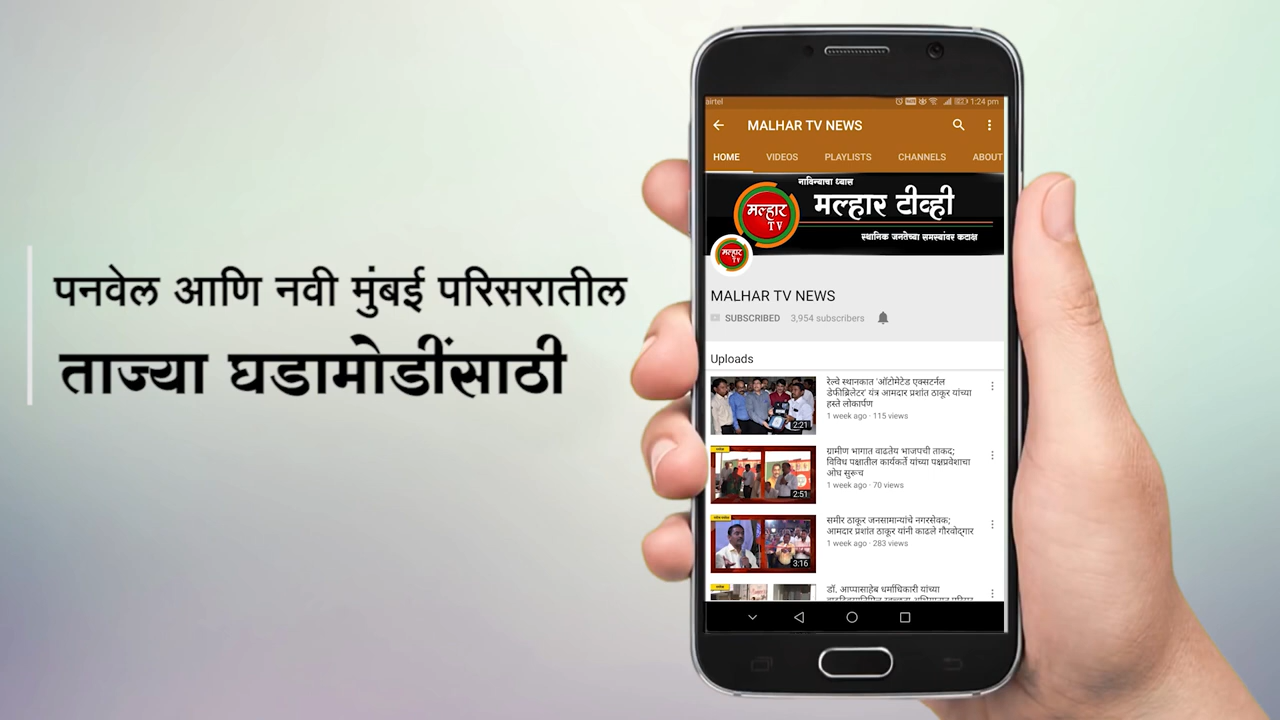 पनवेल आणि नवी मुंबई परिसरातील
ताज्या घडामोडींसाठी
airtel
1:24 pm
MALHAR TV NEWS
HOME VIDEOS PLAYLISTS CHANNELS ABOUT
नाविन्याचा ध्यास
मल्हार टीव्ही
मल्हार
TV
स्थानिक जनतेच्या समस्यांवर कटाक्ष
मल्हार
TV
MALHAR TV NEWS
SUBSCRIBED 3,954 subscribers
Uploads
रेल्वे स्थानकात 'ऑटोमेटेड एक्सटर्नल
डेफीब्रिलेटर' यंत्र आमदार प्रशांत ठाकूर यांच्या
हस्ते लोकार्पण
1 week ago · 115 views
2:21
ग्रामीण भागात वाढतेय भाजपची ताकद;
विविध पक्षातील कार्यकर्ते यांच्या पक्षप्रवेशाचा
ओघ सुरूच
1 week ago · 70 views
2:51
समीर ठाकूर जनसामान्यांचे नगरसेवक;
आमदार प्रशांत ठाकूर यांनी काढले गौरवोद्‌गार
1 week ago · 283 views
3:16
डॉ. आप्पासाहेब धर्माधिकारी यांच्या